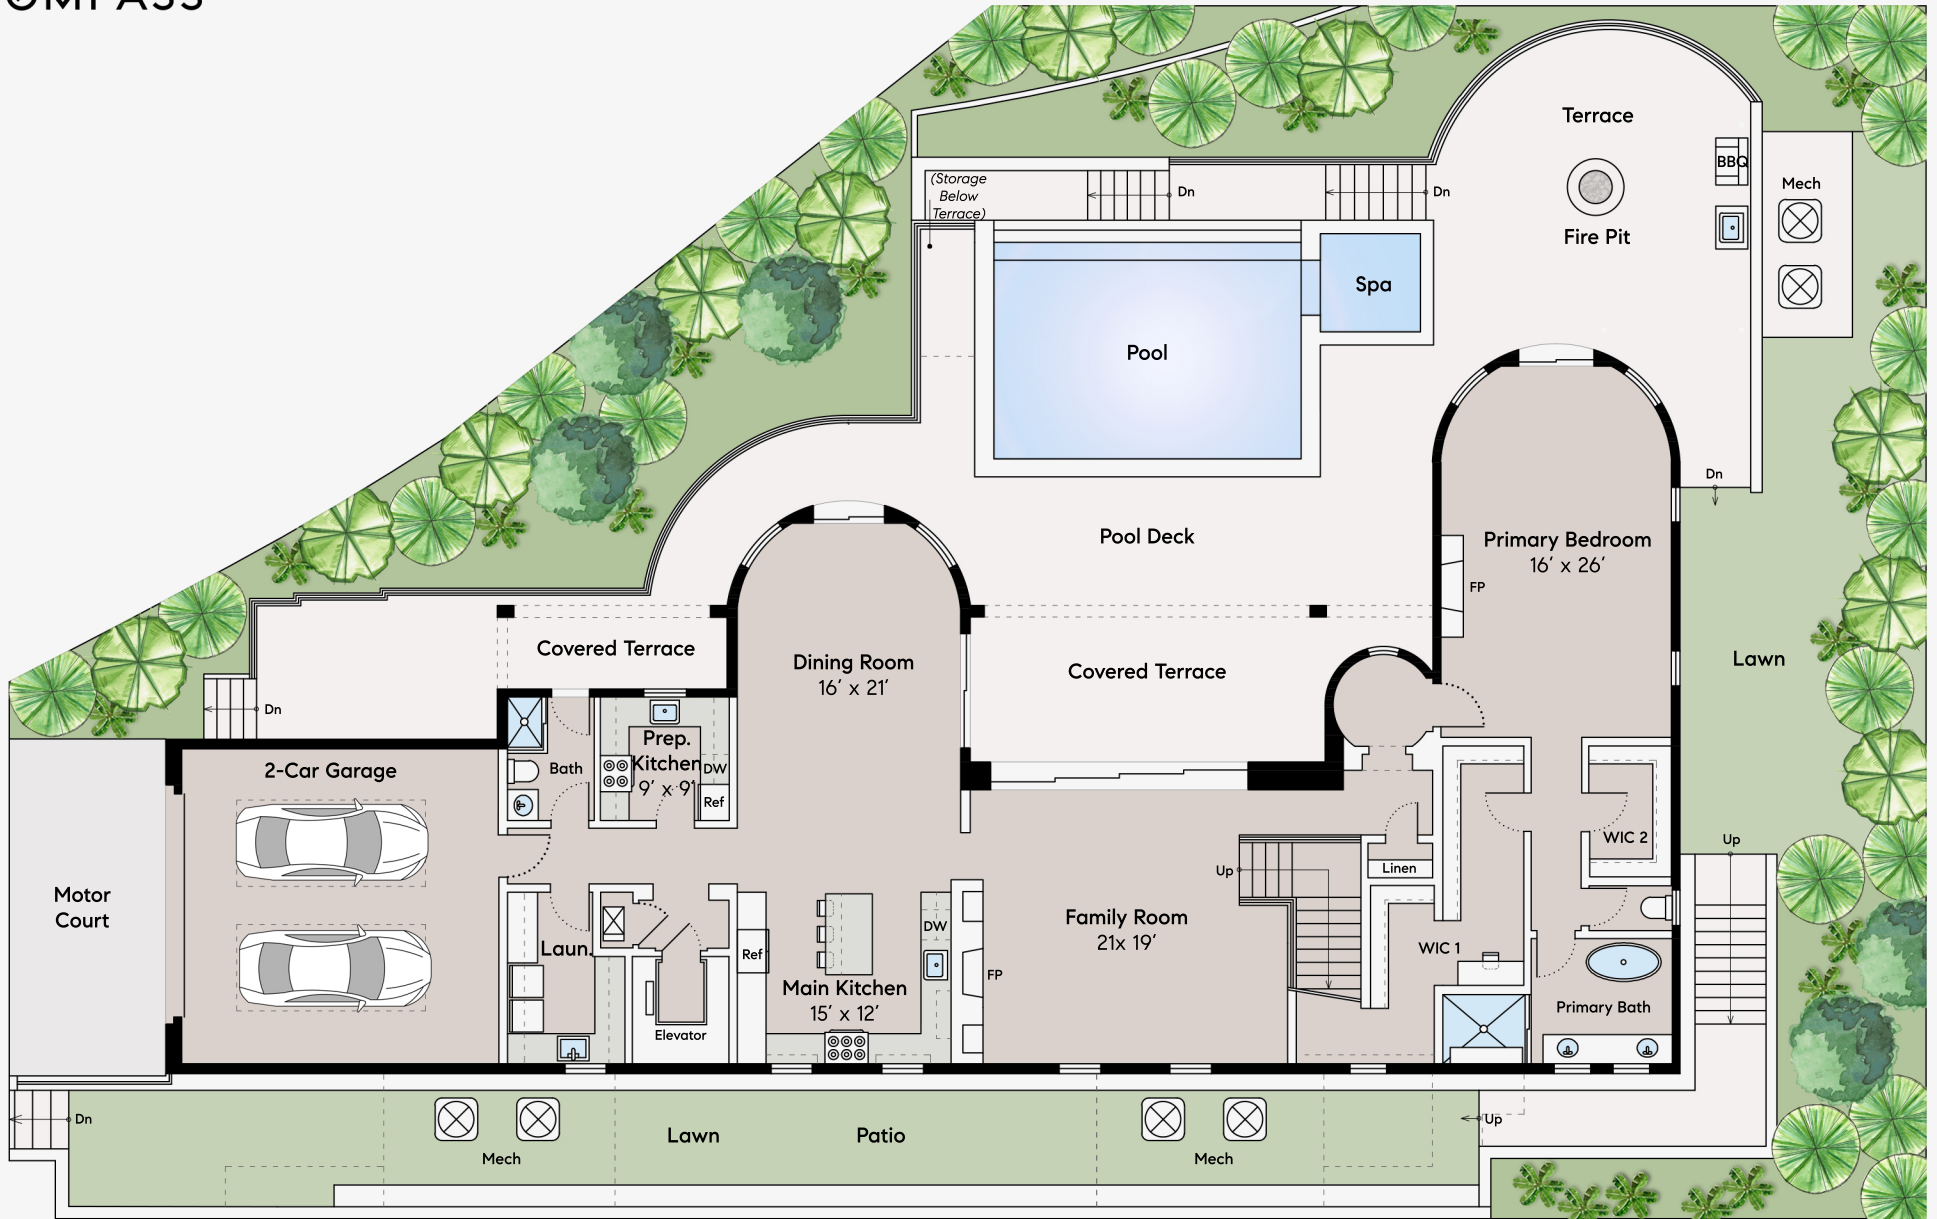 OMPASS
Terrace
BBQ
(Storage
Below
Terrace)
Dn
Dn
Mech
Fire Pit
Spa
Pool
Dn
Pool Deck
Primary Bedroom
16' x 26'
FP
Covered Terrace
Dining Room
16' x 21'
Covered Terrace
Lawn
Dn
2-Car Garage
Bath
Prep.
Kitchen
9' x 9'
DW
Ref
WIC 2
Up
Up
Linen
Motor
Court
Laun.
Ref
DW
Family Room
21x 19'
FP
WIC 1
Main Kitchen
15' x 12'
Elevator
Primary Bath
Dn
Mech
Lawn
Patio
Mech
Up